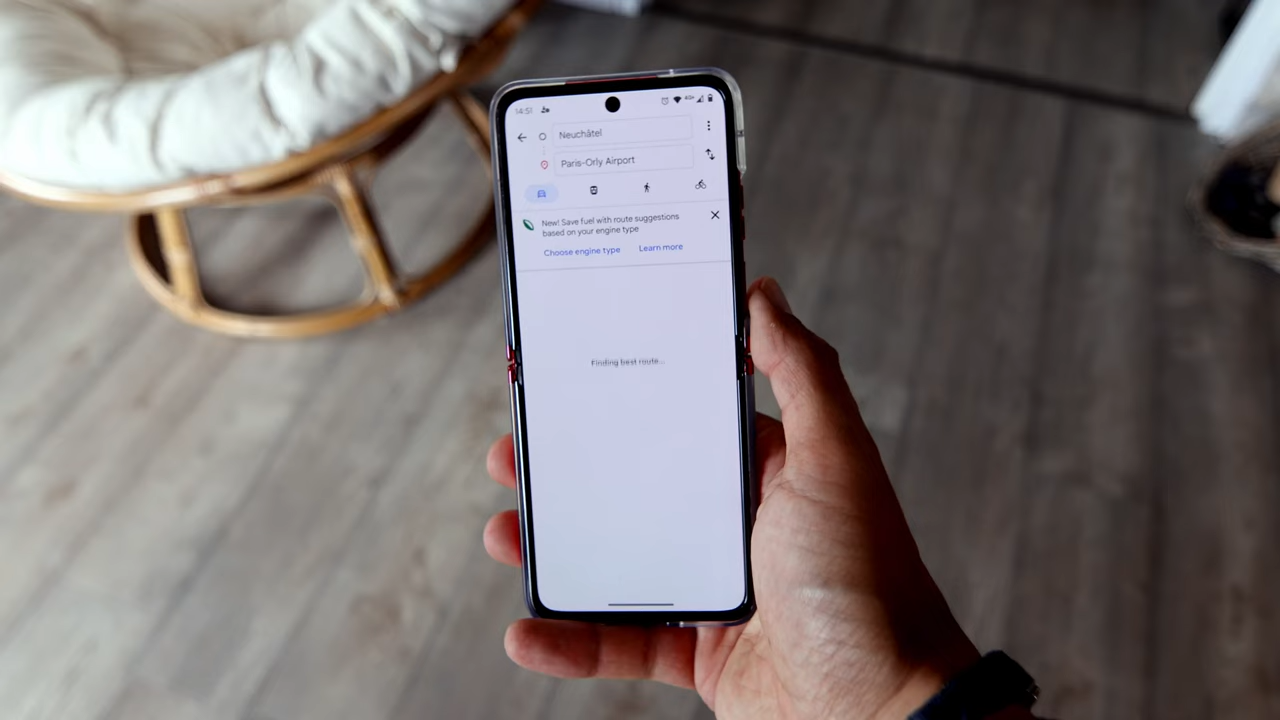 14:51
4G+
Neuchâtel
Paris-Orly Airport
New! Save fuel with route suggestions
based on your engine type
Choose engine type Learn more
Finding best route...